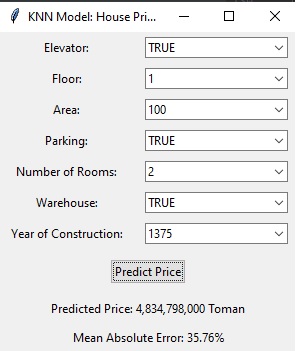 KNN Model: House Pri...
Elevator: TRUE
Floor: 1
Area: 100
Parking: TRUE
Number of Rooms: 2
Warehouse: TRUE
Year of Construction: 1375
Predict Price
Predicted Price: 4,834,798,000 Toman
Mean Absolute Error: 35.76%